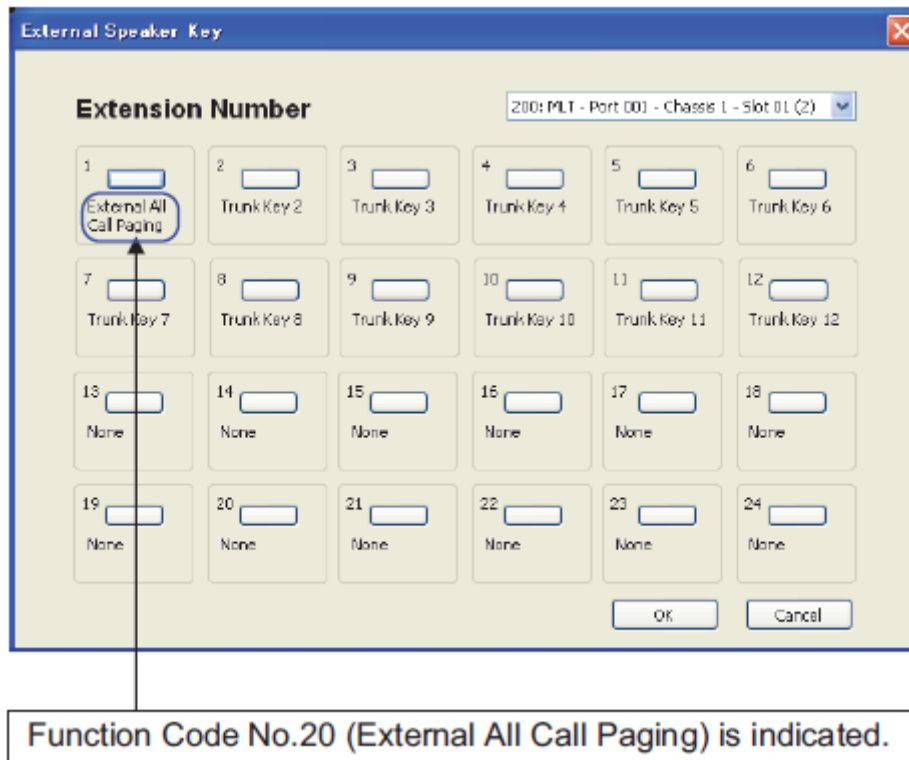 External Speaker Key
Extension Number
200: MLT - Port 001 - Chassis 1 - Slot 01 (2)
1
External All
Call Paging
2
Trunk Key 2
3
Trunk Key 3
4
Trunk Key 4
5
Trunk Key 5
6
Trunk Key 6
7
Trunk Key 7
8
Trunk Key 8
9
Trunk Key 9
10
Trunk Key 10
11
Trunk Key 11
12
Trunk Key 12
13
None
14
None
15
None
16
None
17
None
18
None
19
None
20
None
21
None
22
None
23
None
24
None
OK
Cancel
Function Code No.20 (External All Call Paging) is indicated.